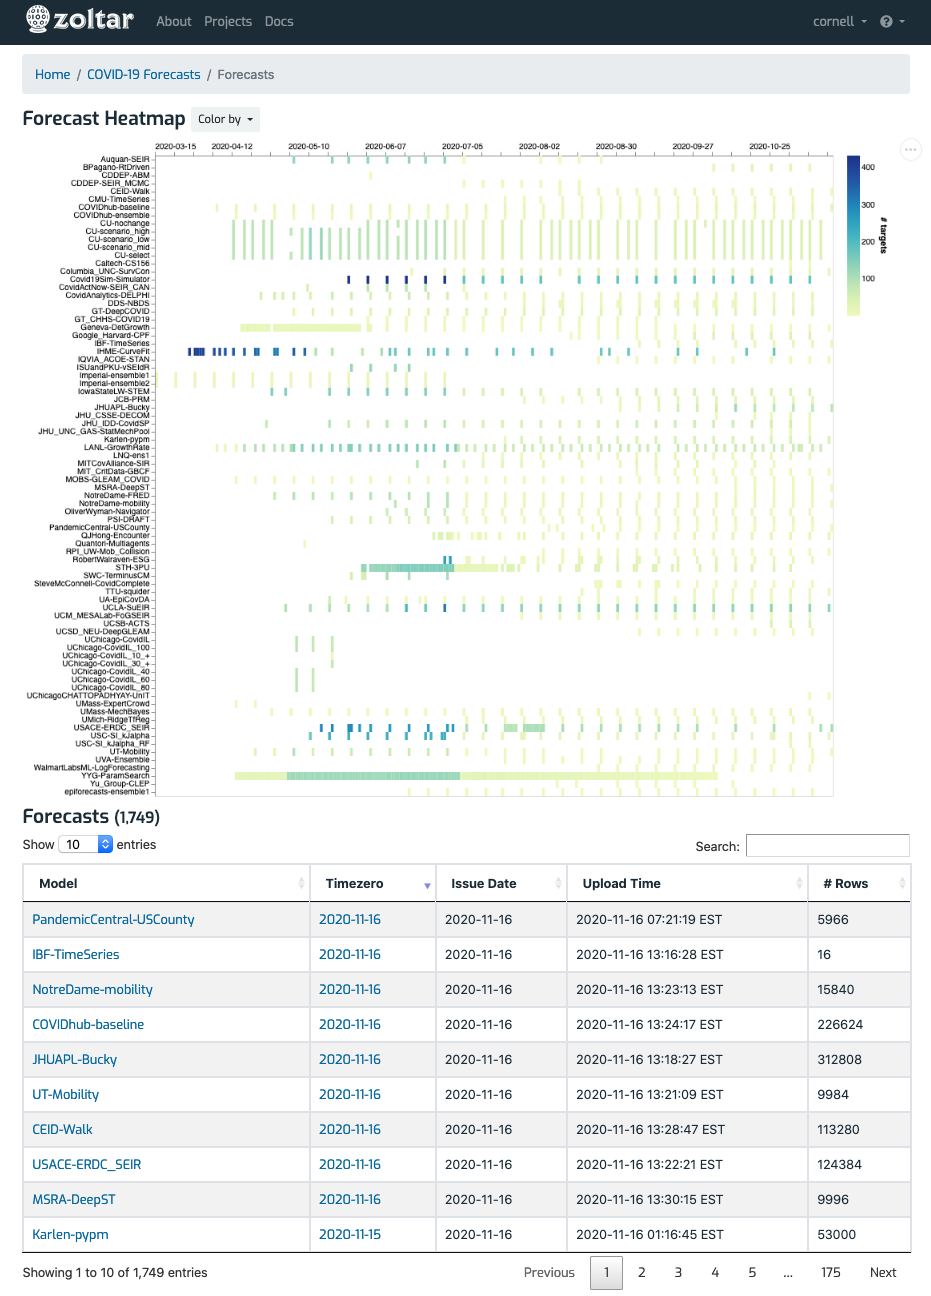 zoltar About Projects Docs cornell
Home / COVID-19 Forecasts / Forecasts
Forecast Heatmap Color by
2020-03-15 2020-04-12 2020-05-10 2020-06-07 2020-07-05 2020-08-02 2020-08-30 2020-09-27 2020-10-25
Auquan-SEIR
BPagano-RtDriven
CDDEP-ABM
CDDEP-SEIR_MCMC
CEID-Walk
CMU-TimeSeries
COVIDhub-baseline
COVIDhub-ensemble
CU-nochange
CU-scenario_high
CU-scenario_low
CU-scenario_mid
CU-select
Caltech-CS156
Columbia_UNC-SurvCon
Covid19Sim-Simulator
CovidActNow-SEIR_CAN
CovidAnalytics-DELPHI
DDS-NBDS
GT-DeepCOVID
GT_CHHS-COVID19
Geneva-DetGrowth
Google_Harvard-CPF
IBF-TimeSeries
IHME-CurveFit
IQVIA_ACOE-STAN
ISUandPKU-vSEIdR
Imperial-ensemble1
Imperial-ensemble2
IowaStateLW-STEM
JCB-PRM
JHUAPL-Bucky
JHU_CSSE-DECOM
JHU_IDD-CovidSP
JHU_UNC_GAS-StatMechPool
Karlen-pypm
LANL-GrowthRate
LNQ-ens1
MITCovAlliance-SIR
MIT_CritData-GBCF
MOBS-GLEAM_COVID
MSRA-DeepST
NotreDame-FRED
NotreDame-mobility
OliverWyman-Navigator
PSI-DRAFT
PandemicCentral-USCounty
QJHong-Encounter
Quantori-Multiagents
RPI_UW-Mob_Collision
RobertWalraven-ESG
STH-3PU
SWC-TerminusCM
SteveMcConnell-CovidComplete
TTU-squider
UA-EpiCovDA
UCLA-SuEIR
UCM_MESALab-FoGSEIR
UCSB-ACTS
UCSD_NEU-DeepGLEAM
UChicago-CovidIL
UChicago-CovidIL_100
UChicago-CovidIL_10_+
UChicago-CovidIL_30_+
UChicago-CovidIL_40
UChicago-CovidIL_60
UChicago-CovidIL_80
UChicagoCHATTOPADHYAY-UnIT
UMass-ExpertCrowd
UMass-MechBayes
UMich-RidgeTfReg
USACE-ERDC_SEIR
USC-SI_kJalpha
USC-SI_kJalpha_RF
UT-Mobility
UVA-Ensemble
WalmartLabsML-LogForecasting
YYG-ParamSearch
Yu_Group-CLEP
epiforecasts-ensemble1
400
300
200
100
# targets
Forecasts (1,749)
Show 10 entries Search:
Model Timezero Issue Date Upload Time # Rows
PandemicCentral-USCounty 2020-11-16 2020-11-16 2020-11-16 07:21:19 EST 5966
IBF-TimeSeries 2020-11-16 2020-11-16 2020-11-16 13:16:28 EST 16
NotreDame-mobility 2020-11-16 2020-11-16 2020-11-16 13:23:13 EST 15840
COVIDhub-baseline 2020-11-16 2020-11-16 2020-11-16 13:24:17 EST 226624
JHUAPL-Bucky 2020-11-16 2020-11-16 2020-11-16 13:18:27 EST 312808
UT-Mobility 2020-11-16 2020-11-16 2020-11-16 13:21:09 EST 9984
CEID-Walk 2020-11-16 2020-11-16 2020-11-16 13:28:47 EST 113280
USACE-ERDC_SEIR 2020-11-16 2020-11-16 2020-11-16 13:22:21 EST 124384
MSRA-DeepST 2020-11-16 2020-11-16 2020-11-16 13:30:15 EST 9996
Karlen-pypm 2020-11-15 2020-11-16 2020-11-16 01:16:45 EST 53000
Showing 1 to 10 of 1,749 entries Previous 1 2 3 4 5 ... 175 Next